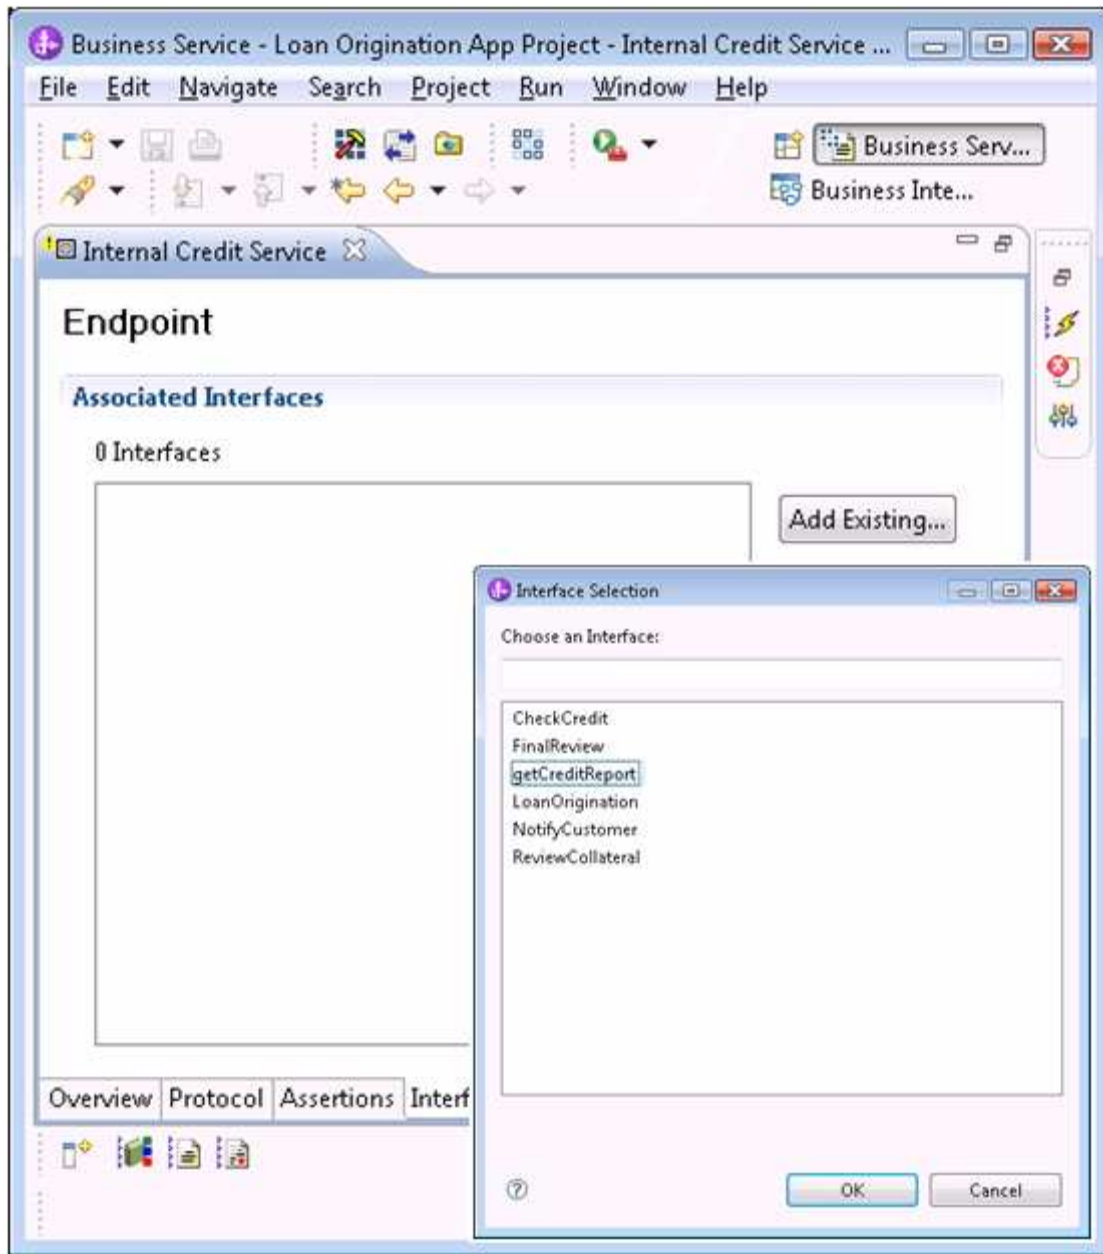 Business Service - Loan Origination App Project - Internal Credit Service ...
File Edit Navigate Search Project Run Window Help
Business Serv...
Business Inte...
Internal Credit Service
Endpoint
Associated Interfaces
0 Interfaces
Add Existing...
Interface Selection
Choose an Interface:
CheckCredit
FinalReview
getCreditReport
LoanOrigination
NotifyCustomer
ReviewCollateral
Overview Protocol Assertions Interf
OK Cancel